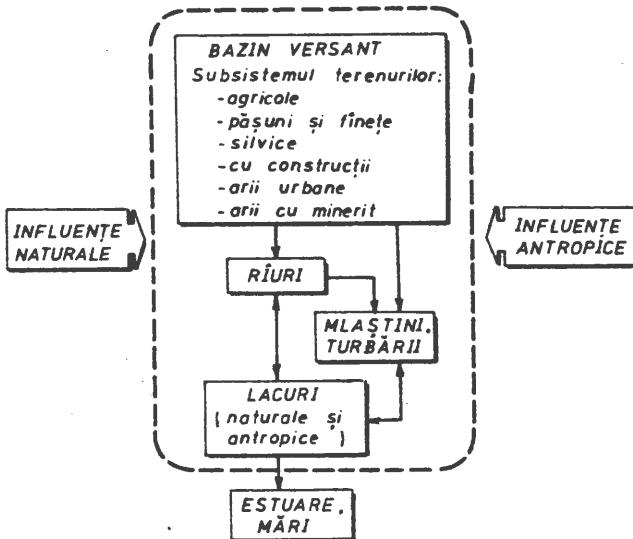 BAZIN VERSANT
Subsistemul terenurilor:
-agricole
-pășuni și fînețe
-silvice
-cu construcții
-arii urbane
-arii cu minerit
INFLUENȚE
NATURALE
INFLUENȚE
ANTROPICE
RÎURI
MLAȘTINI,
TURBĂRII
LACURI
(naturale și
antropice)
ESTUARE,
MĂRI